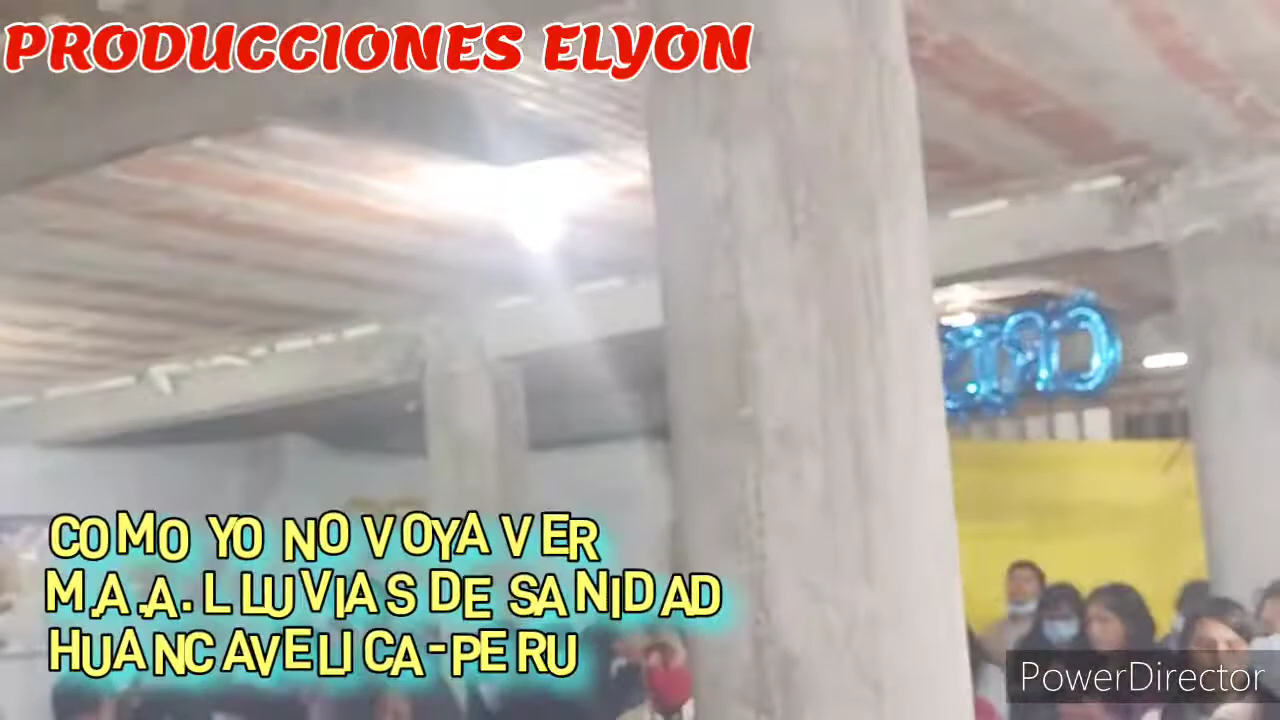 PRODUCCIONES ELYON
COMO YO NO VOYA VER
M.A.A. LLUVIAS DE SANIDAD
HUANCAVELICA-PERU
PowerDirector